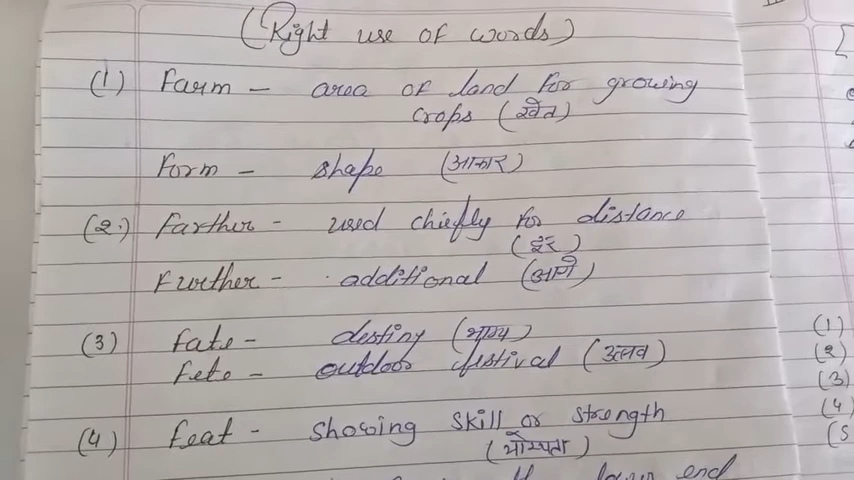 (Right use of words)
(1) Farm - area of land for growing
crops (खेत)
Form - shape (आकार)
(2.) Farther - used chiefly for distance
(दूर)
Further - additional (आगे)
(3) Fate - destiny (भाग्य)
Fete - outdoor festival (उत्सव)
(4) Feat - showing skill or strength
(योग्यता)
lower end
(1)
(2)
(3)
(4)
(5